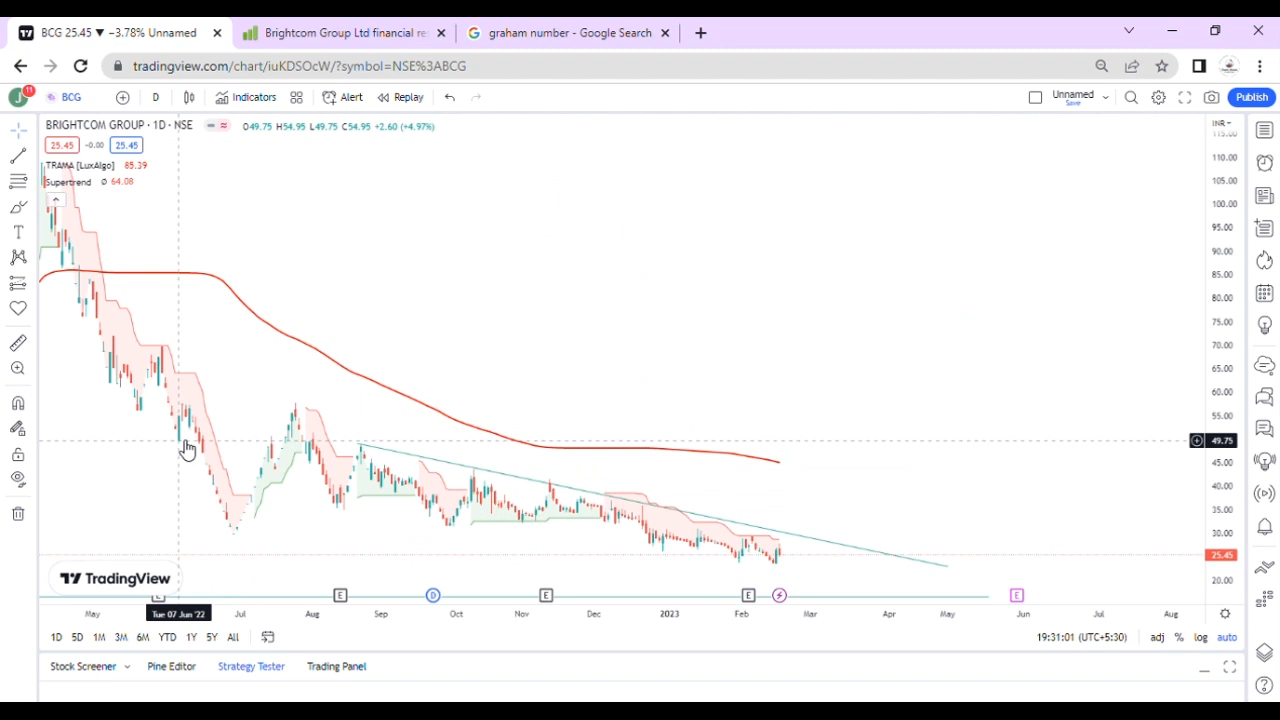 BCG 25.45 ▼ −3.78% Unnamed
Brightcom Group Ltd financial res
graham number - Google Search
tradingview.com/chart/iuKDSOcW/?symbol=NSE%3ABCG
11
J
BCG
D
Indicators
Alert
Replay
Unnamed
Save
Publish
BRIGHTCOM GROUP · 1D · NSE
O49.75 H54.95 L49.75 C54.95 +2.60 (+4.97%)
INR
25.45 -0.00 25.45
TRAMA [LuxAlgo] 85.39
Supertrend Ø 64.08
115.00
110.00
105.00
100.00
95.00
90.00
85.00
80.00
75.00
70.00
65.00
60.00
55.00
49.75
45.00
40.00
35.00
30.00
25.45
20.00
TradingView
E E D E E E
May Tue 07 Jun '22 Jul Aug Sep Oct Nov Dec 2023 Feb Mar Apr May Jun Jul Aug
1D 5D 1M 3M 6M YTD 1Y 5Y All
19:31:01 (UTC+5:30) adj % log auto
Stock Screener Pine Editor Strategy Tester Trading Panel